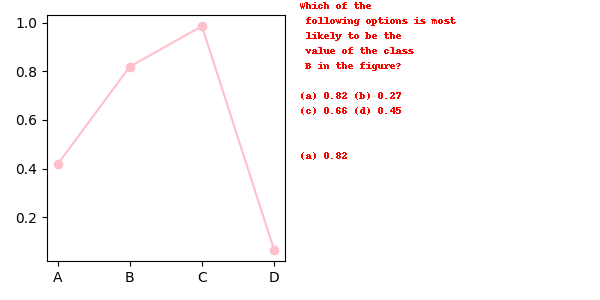 1.0
0.8
0.6
0.4
0.2
A B C D
Which of the
following options is most
likely to be the
value of the class
B in the figure?
(a) 0.82 (b) 0.27
(c) 0.66 (d) 0.45
(a) 0.82